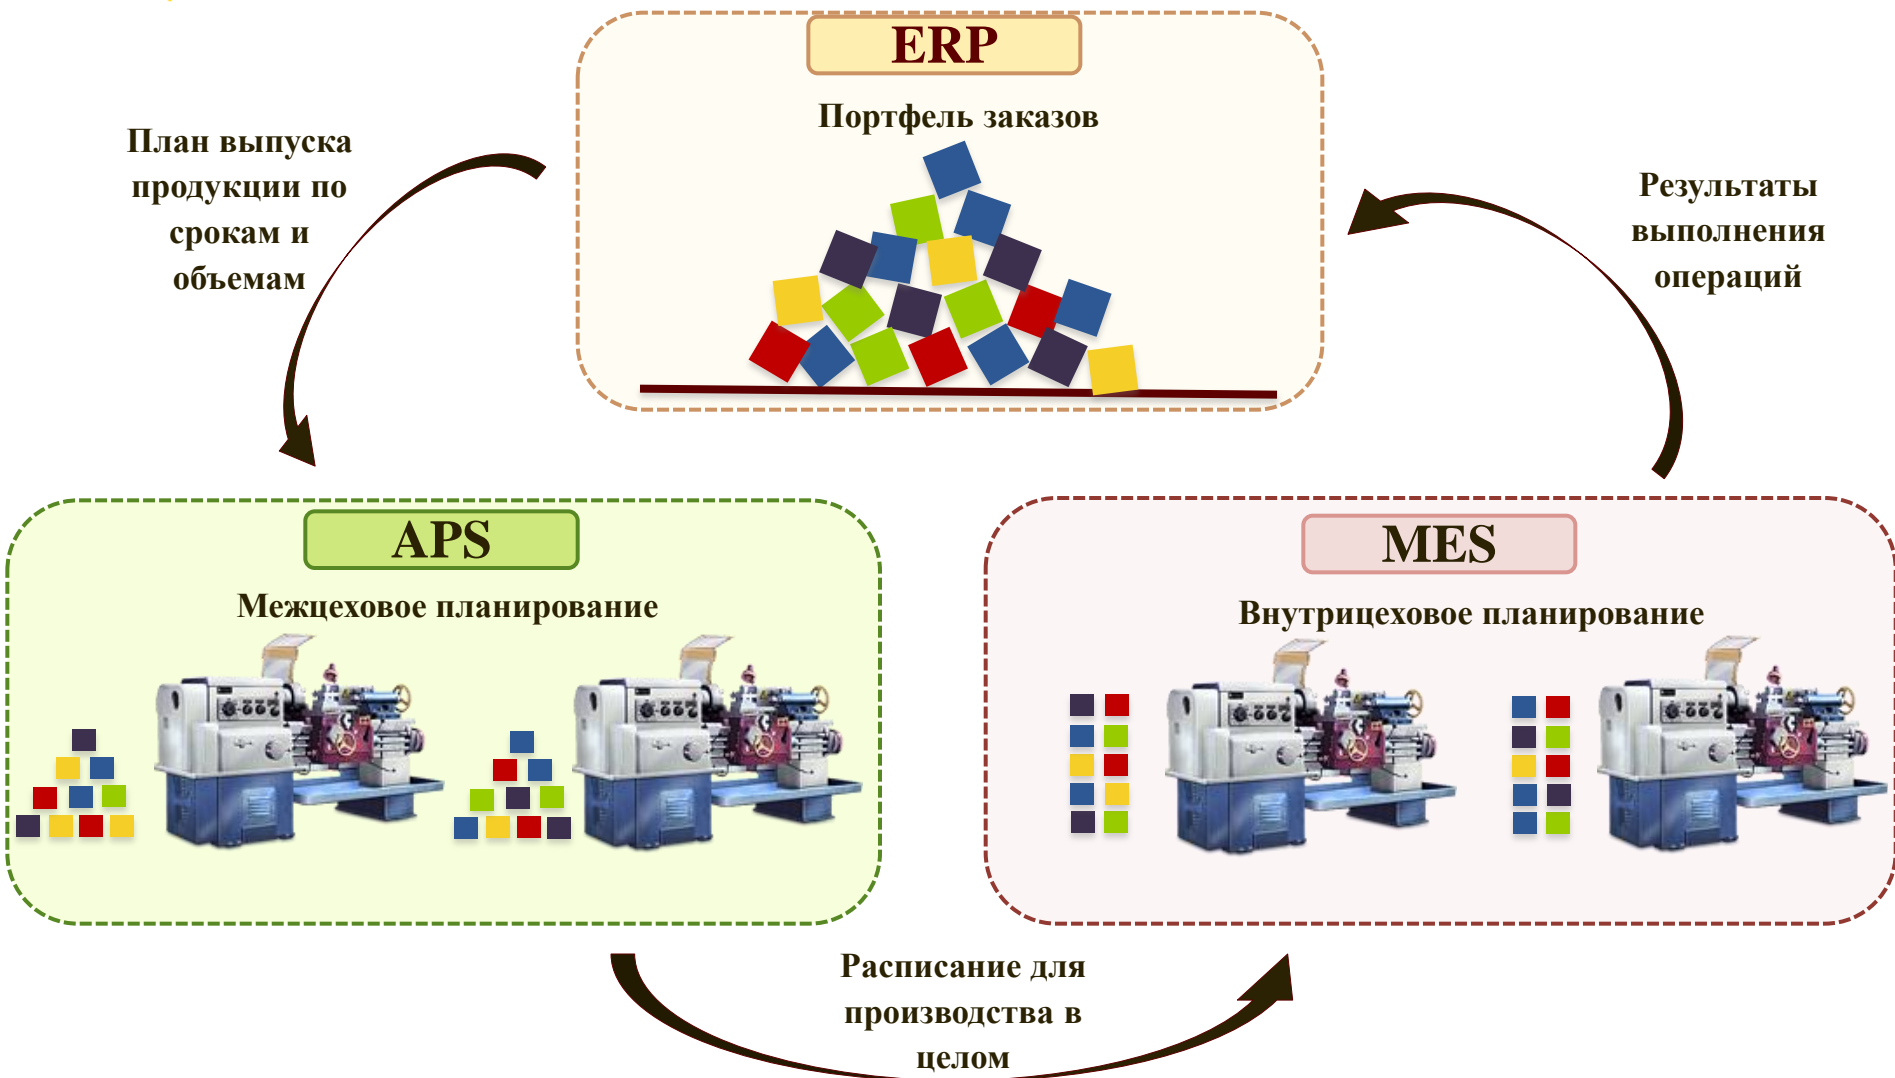 ERP
Портфель заказов
План выпуска
продукции по
срокам и
объемам
Результаты
выполнения
операций
APS
Межцеховое планирование
MES
Внутрицеховое планирование
Расписание для
производства в
целом